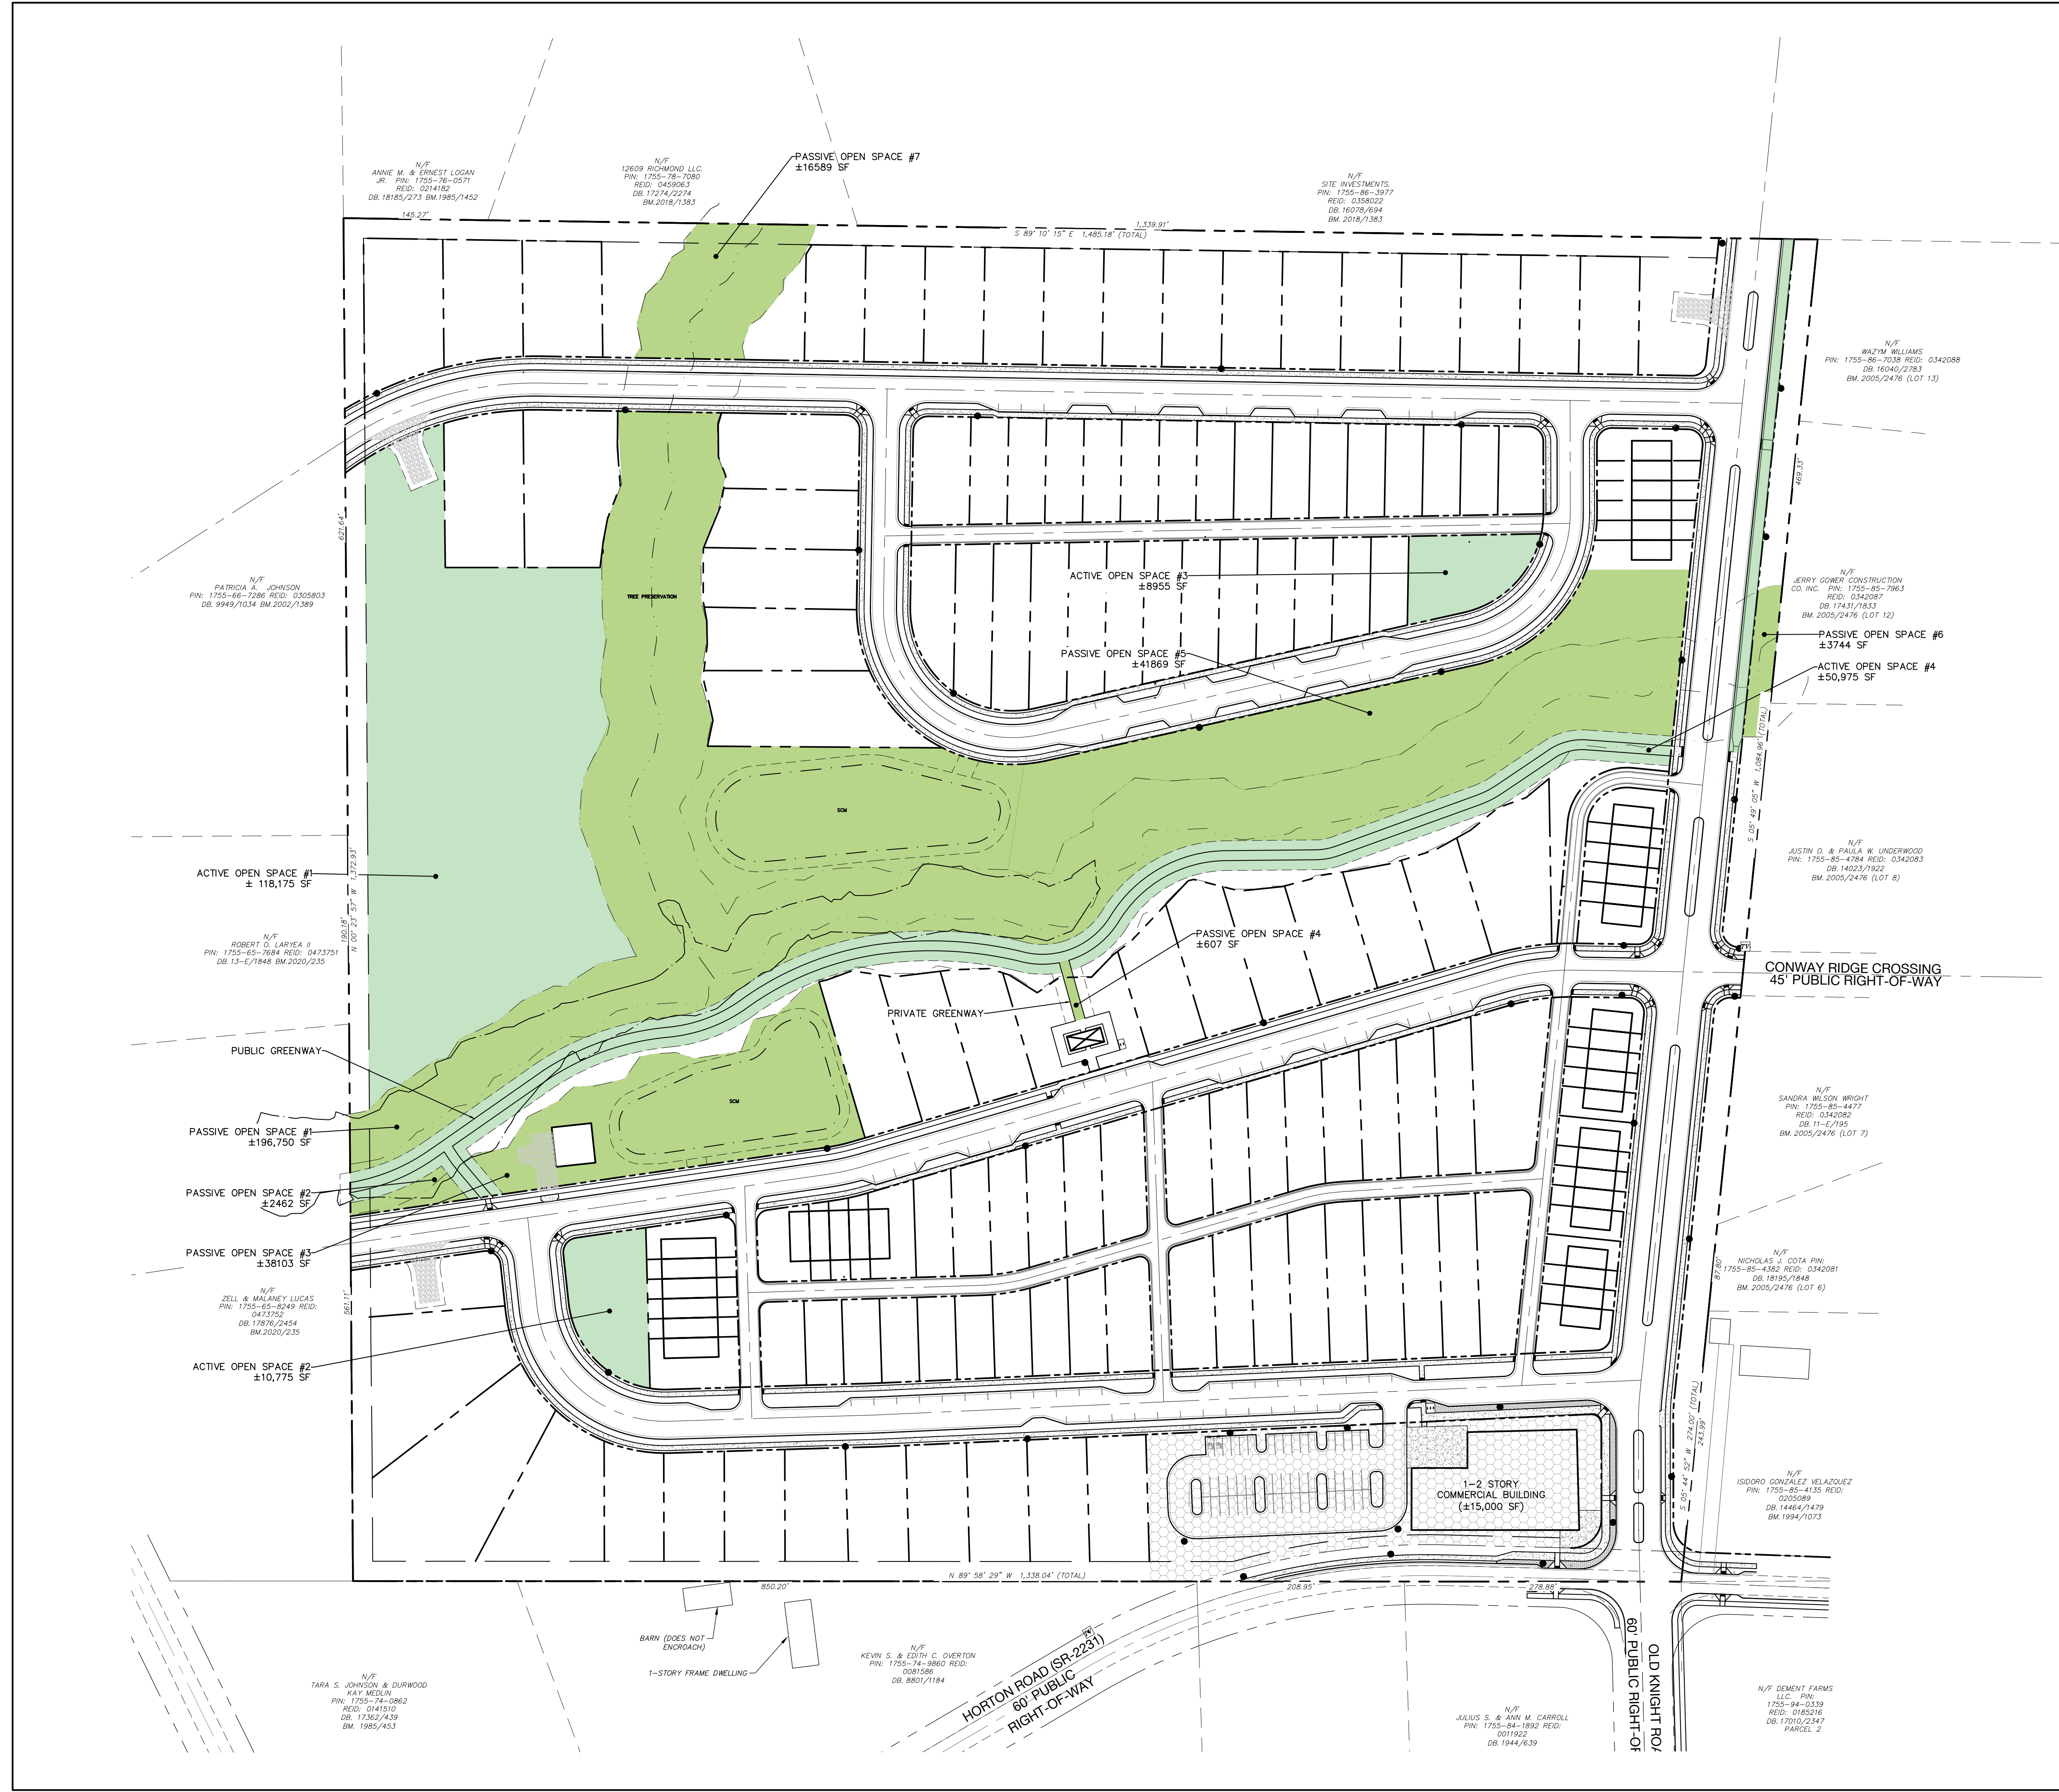 N/F
ANNIE M. & ERNEST LOGAN
JR. PIN: 1755-76-0571
REID: 0214182
DB. 18185/273 BM.1985/1452
N/F
12609 RICHMOND LLC.
PIN: 1755-78-7080
REID: 0459063
DB. 17274/2274
BM.2018/1383
PASSIVE OPEN SPACE #7
±16589 SF
N/F
SITE INVESTMENTS.
PIN: 1755-86-3977
REID: 0358022
DB. 16078/694
BM. 2018/1383
145.27'
1,339.91'
S 89° 10' 15" E 1,485.18' (TOTAL)
N/F
WAZYM WILLIAMS
PIN: 1755-86-7038 REID: 0342088
DB. 16040/2783
BM. 2005/2476 (LOT 13)
469.33'
621.64'
N/F
PATRICIA A. JOHNSON
PIN: 1755-66-7286 REID: 0305803
DB. 9949/1034 BM.2002/1389
TREE PRESERVATION
ACTIVE OPEN SPACE #3
±8955 SF
N/F
JERRY GOWER CONSTRUCTION
CO. INC. PIN: 1755-85-7963
REID: 0342087
DB. 17431/1833
BM. 2005/2476 (LOT 12)
PASSIVE OPEN SPACE #6
±3744 SF
PASSIVE OPEN SPACE #5
±41869 SF
ACTIVE OPEN SPACE #4
±50,975 SF
S 05° 49' 05" W 1,084.96' (TOTAL)
SCM
N/F
JUSTIN O. & PAULA W. UNDERWOOD
PIN: 1755-85-4784 REID: 0342083
DB. 14023/1922
BM. 2005/2476 (LOT 8)
ACTIVE OPEN SPACE #1
± 118,175 SF
190.18'
N 00° 23' 57" W 1,372.93'
N/F
ROBERT O. LARYEA II
PIN: 1755-65-7684 REID: 0473751
DB. 13-E/1848 BM.2020/235
PASSIVE OPEN SPACE #4
±607 SF
CONWAY RIDGE CROSSING
45' PUBLIC RIGHT-OF-WAY
PRIVATE GREENWAY
PUBLIC GREENWAY
SCM
N/F
SANDRA WILSON WRIGHT
PIN: 1755-85-4477
REID: 0342082
DB. 11-E/195
BM. 2005/2476 (LOT 7)
PASSIVE OPEN SPACE #1
±196,750 SF
PASSIVE OPEN SPACE #2
±2462 SF
PASSIVE OPEN SPACE #3
±38103 SF
N/F
NICHOLAS J. COTA PIN:
1755-85-4382 REID: 0342081
DB. 18195/1848
BM. 2005/2476 (LOT 6)
87.80'
N/F
ZELL & MALANEY LUCAS
PIN: 1755-65-8249 REID:
0473752
DB. 17876/2454
BM.2020/235
561.11'
ACTIVE OPEN SPACE #2
±10,775 SF
S 05° 44' 52" W 274.00' (TOTAL)
243.99'
1-2 STORY
COMMERCIAL BUILDING
(±15,000 SF)
N/F
ISIDORO GONZALEZ VELAZQUEZ
PIN: 1755-85-4135 REID:
0205089
DB. 14464/1479
BM.1994/1073
N 89° 58' 29" W 1,338.04' (TOTAL)
850.20'
208.95'
278.88'
BARN (DOES NOT
ENCROACH)
1-STORY FRAME DWELLING
N/F
KEVIN S. & EDITH C. OVERTON
PIN: 1755-74-9860 REID:
0081586
DB. 8801/1184
HORTON ROAD (SR-2231)
60' PUBLIC
RIGHT-OF-WAY
OLD KNIGHT ROA
60' PUBLIC RIGHT-OF
N/F
TARA S. JOHNSON & DURWOOD
KAY MEDLIN
PIN: 1755-74-0862
REID: 0141510
DB. 17362/439
BM. 1985/453
N/F
JULIUS S. & ANN M. CARROLL
PIN: 1755-84-1892 REID:
0011922
DB. 1944/639
N/F DEMENT FARMS
LLC. PIN:
1755-94-0339
REID: 0185216
DB. 17010/2347
PARCEL 2